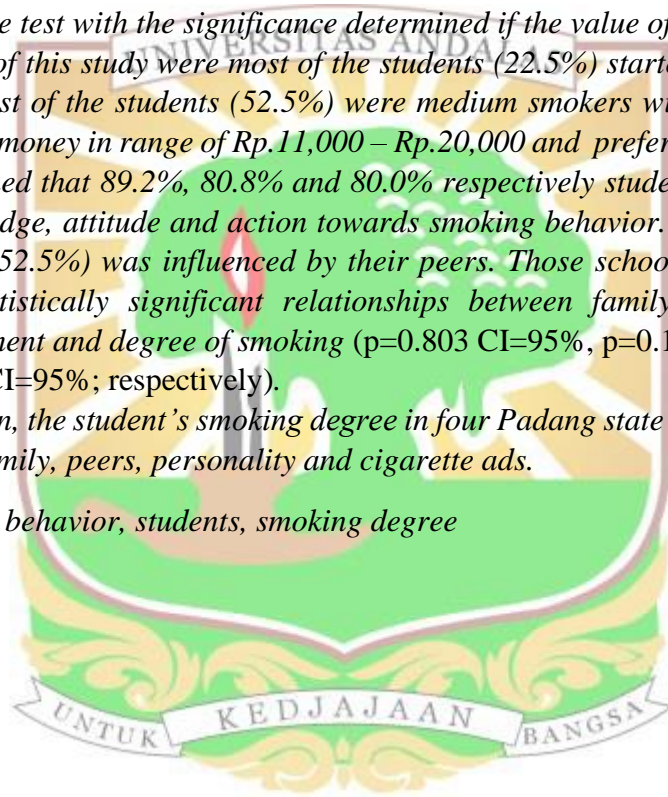 e test with the significance determined if the value of
UNIVERSITAS ANDALAS
of this study were most of the students (22.5%) starte
st of the students (52.5%) were medium smokers wi
money in range of Rp.11,000 – Rp.20,000 and prefer
ned that 89.2%, 80.8% and 80.0% respectively stude
dge, attitude and action towards smoking behavior.
52.5%) was influenced by their peers. Those schoo
tistically significant relationships between family
nent and degree of smoking (p=0.803 CI=95%, p=0.1
CI=95%; respectively).
n, the student’s smoking degree in four Padang state
mily, peers, personality and cigarette ads.
behavior, students, smoking degree
UNTUK KEDJAJAAN BANGSA